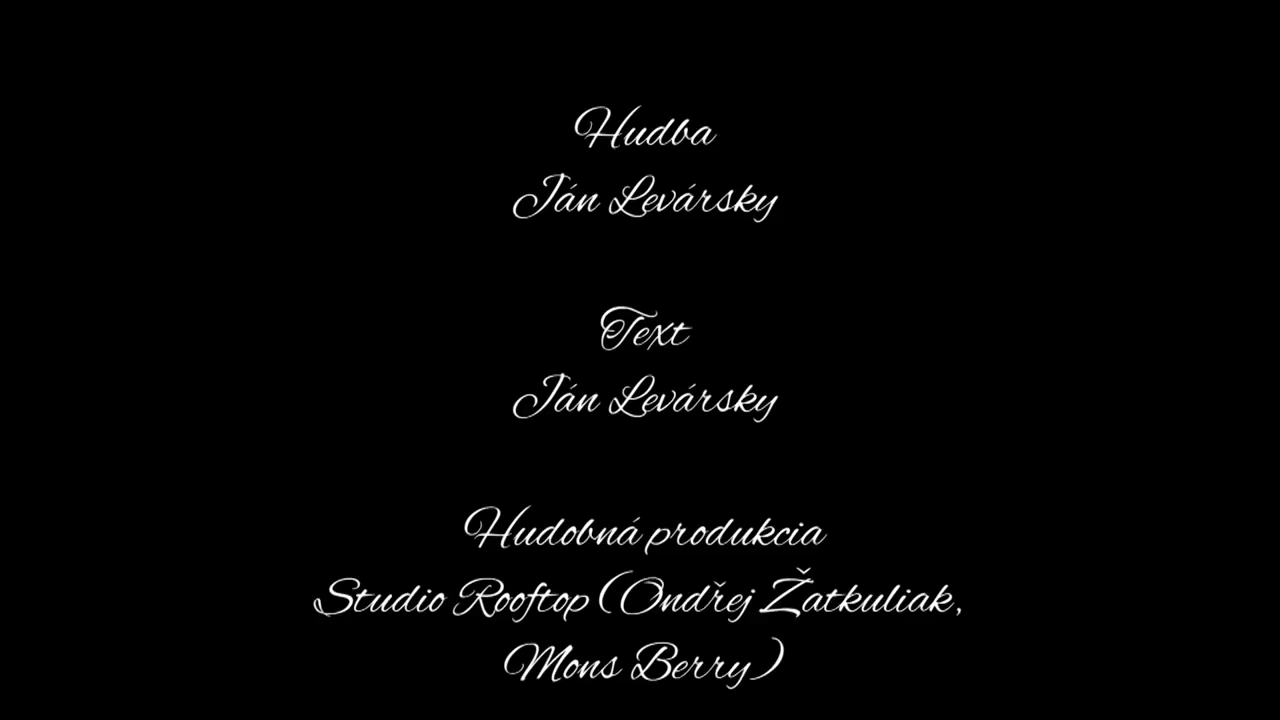 Hudba
Ján Levársky
Text
Ján Levársky
Hudobná produkcia
Studio Rooftop (Ondřej Žatkuliak,
Mons Berry)